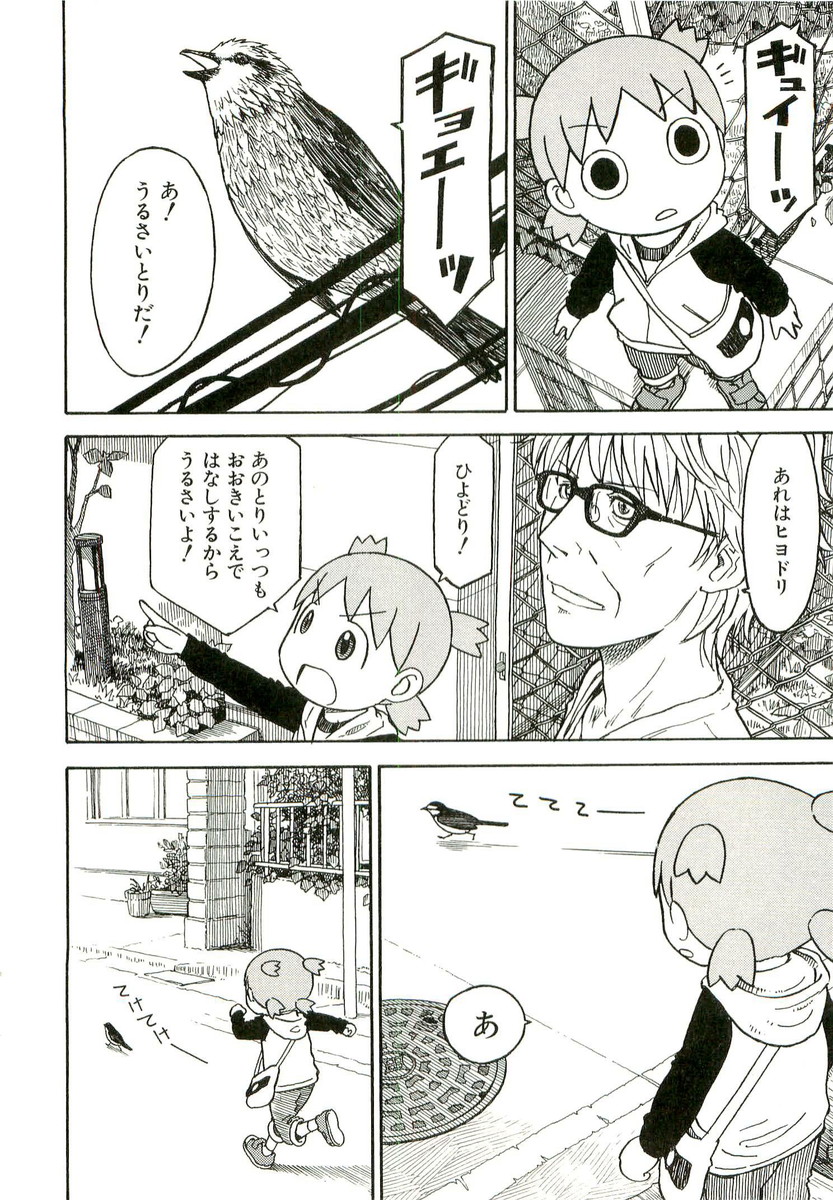 ギュイーッ
ギョエーッ
あ！
うるさいとりだ！
あれはヒヨドリ
ひよどり！
あのとりいっつも
おおきいこえで
はなしするから
うるさいよ！
ててて――
あ
てけてけ――